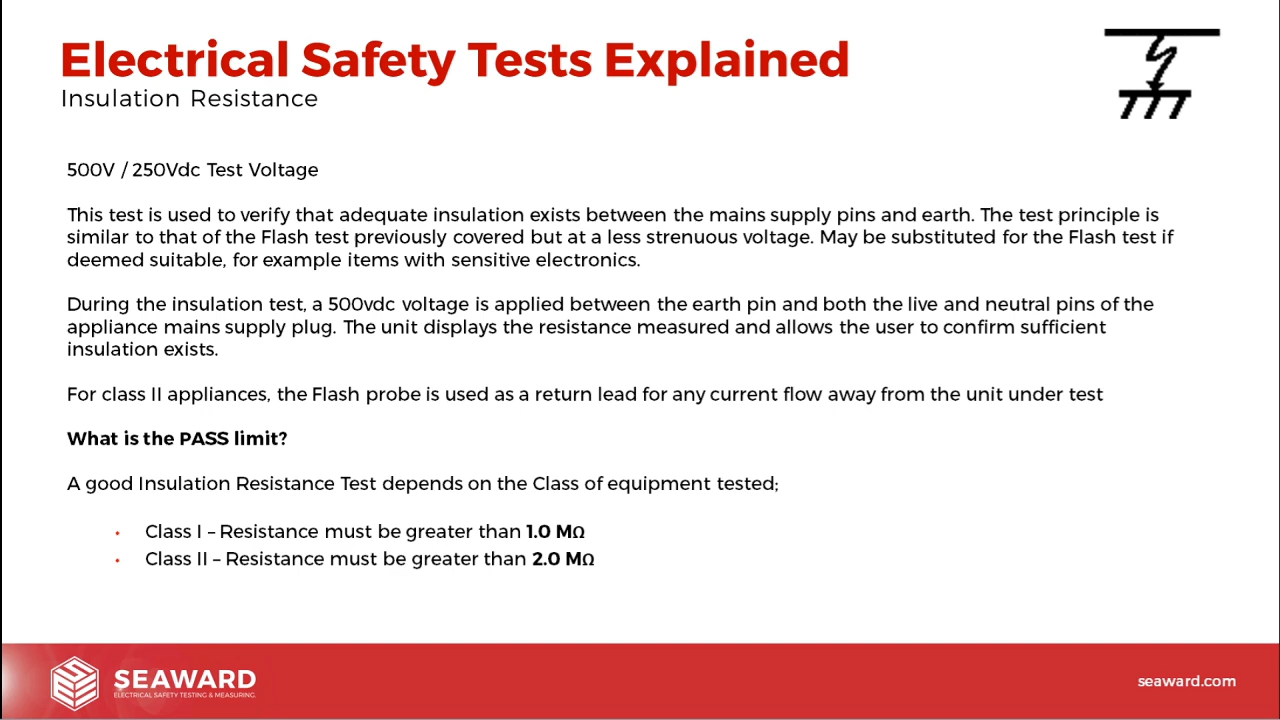 Electrical Safety Tests Explained
Insulation Resistance
500V / 250Vdc Test Voltage
This test is used to verify that adequate insulation exists between the mains supply pins and earth. The test principle is
similar to that of the Flash test previously covered but at a less strenuous voltage. May be substituted for the Flash test if
deemed suitable, for example items with sensitive electronics.
During the insulation test, a 500vdc voltage is applied between the earth pin and both the live and neutral pins of the
appliance mains supply plug. The unit displays the resistance measured and allows the user to confirm sufficient
insulation exists.
For class II appliances, the Flash probe is used as a return lead for any current flow away from the unit under test
What is the PASS limit?
A good Insulation Resistance Test depends on the Class of equipment tested;
• Class I – Resistance must be greater than 1.0 MΩ
• Class II – Resistance must be greater than 2.0 MΩ
SEAWARD
ELECTRICAL SAFETY TESTING & MEASURING.
seaward.com